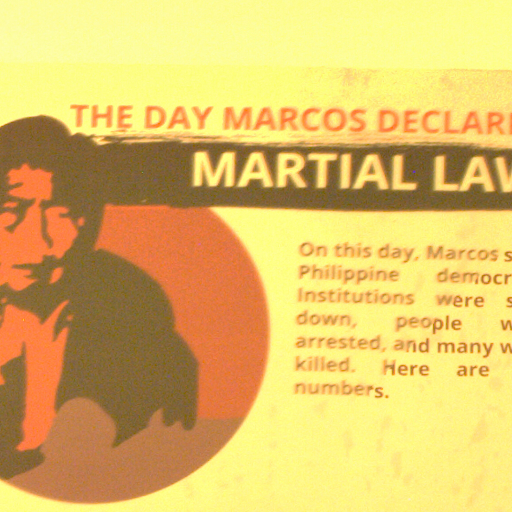 THE DAY MARCOS DECLAR
MARTIAL LAW
On this day, Marcos s
Philippine democr
Institutions were s
down, people w
arrested, and many w
killed. Here are
numbers.